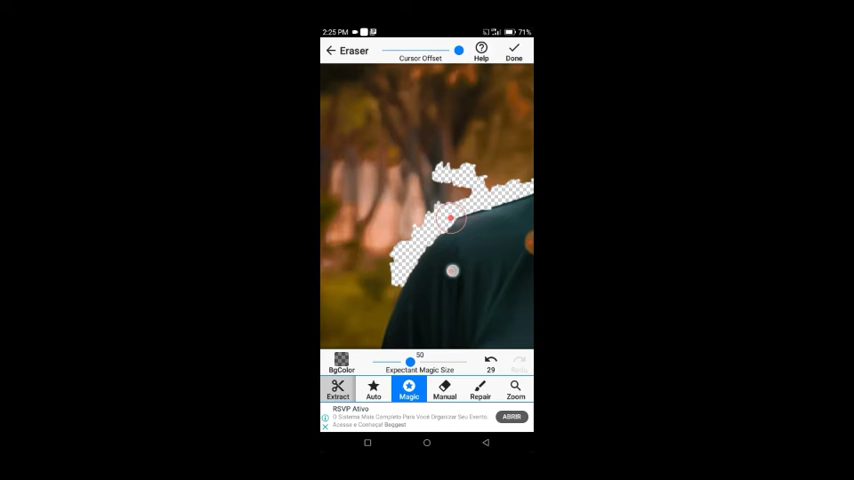 2:25 PM 71%
Eraser
Cursor Offset
Help
Done
50
BgColor
Expectant Magic Size
29
Redo
Extract
Auto
Magic
Manual
Repair
Zoom
RSVP Ativo
O Sistema Mais Completo Para Você Organizar Seu Evento.
Acesse e Conheça! Beggest
ABRIR